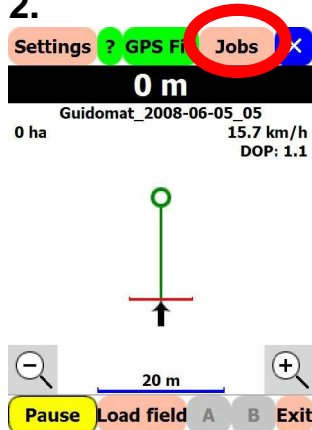 2.
Settings ? GPS Fi Jobs X
0 m
Guidomat_2008-06-05_05
0 ha 15.7 km/h
DOP: 1.1
20 m
Pause Load field A B Exit